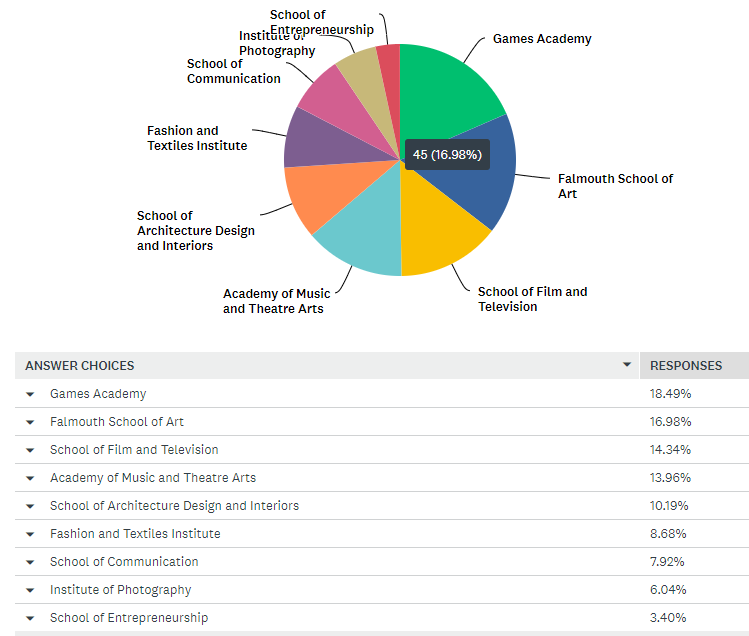 School of
Entrepreneurship
Institute of
Photography
Games Academy
School of
Communication
Fashion and
Textiles Institute
45 (16.98%)
Falmouth School of
Art
School of
Architecture Design
and Interiors
Academy of Music
and Theatre Arts
School of Film and
Television
ANSWER CHOICES RESPONSES
Games Academy 18.49%
Falmouth School of Art 16.98%
School of Film and Television 14.34%
Academy of Music and Theatre Arts 13.96%
School of Architecture Design and Interiors 10.19%
Fashion and Textiles Institute 8.68%
School of Communication 7.92%
Institute of Photography 6.04%
School of Entrepreneurship 3.40%